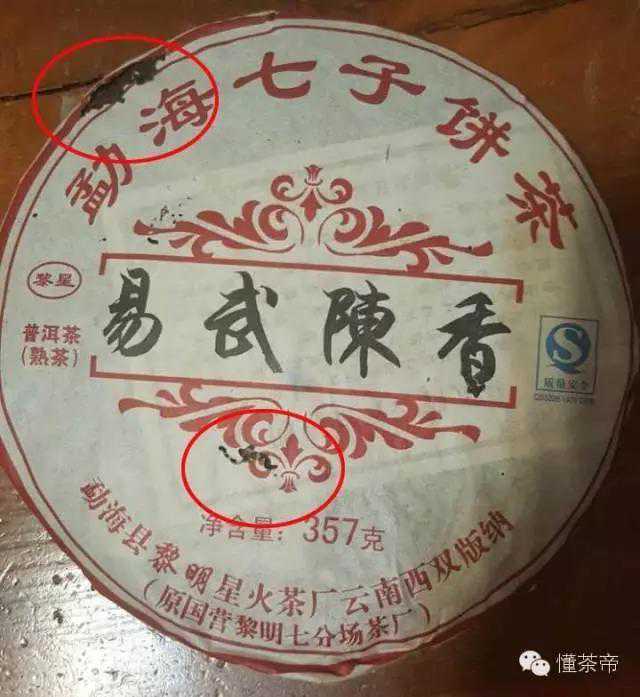 勐海七子饼茶
黎星
普洱茶
(熟茶)
易武陳香
质量安全
净含量：357克
勐海县黎明星火茶厂云南西双版纳
(原国营黎明七分场茶厂)
懂茶帝